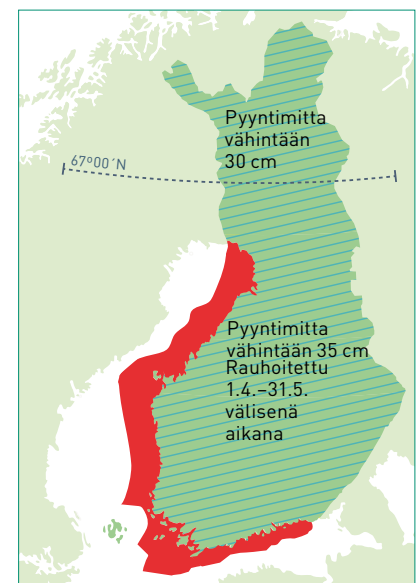 Pyyntimitta
vähintään
30 cm
67°00´N
Pyyntimitta
vähintään 35 cm
Rauhoitettu
1.4.–31.5.
välisenä
aikana